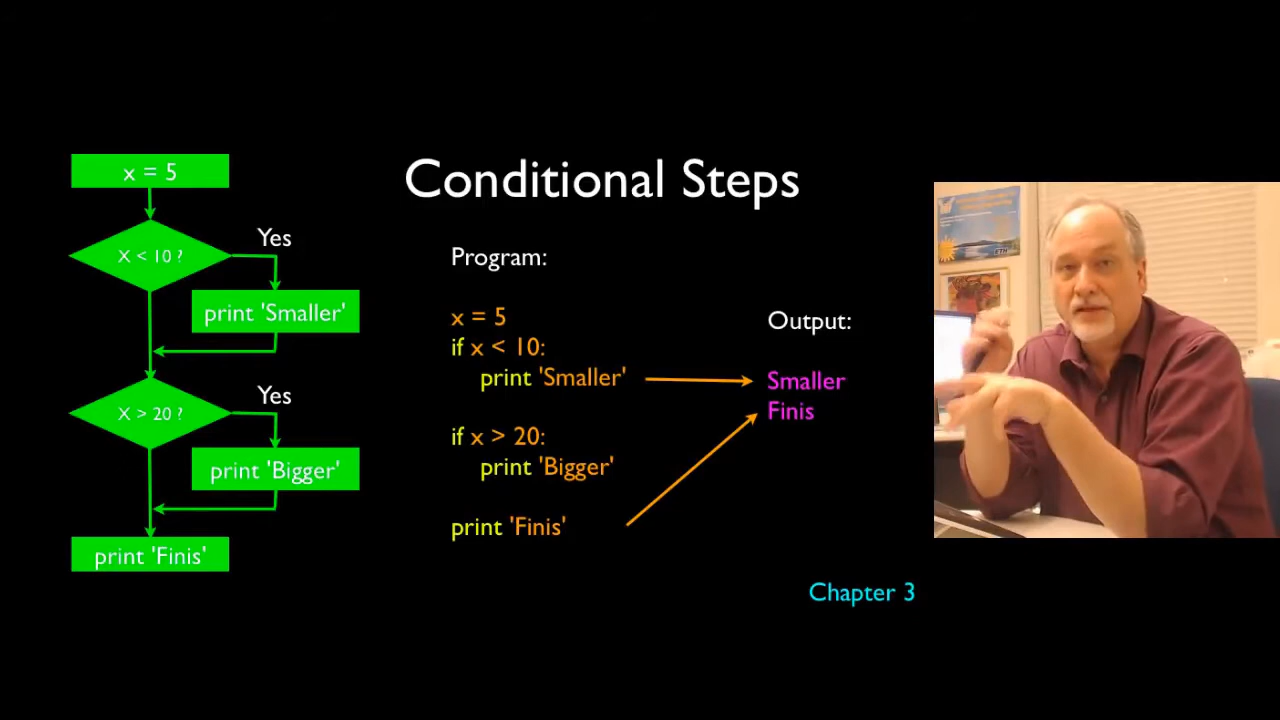 Conditional Steps
x = 5
X < 10 ?
Yes
print 'Smaller'
X > 20 ?
Yes
print 'Bigger'
print 'Finis'
Program:
x = 5
if x < 10:
print 'Smaller'
if x > 20:
print 'Bigger'
print 'Finis'
Output:
Smaller
Finis
Chapter 3